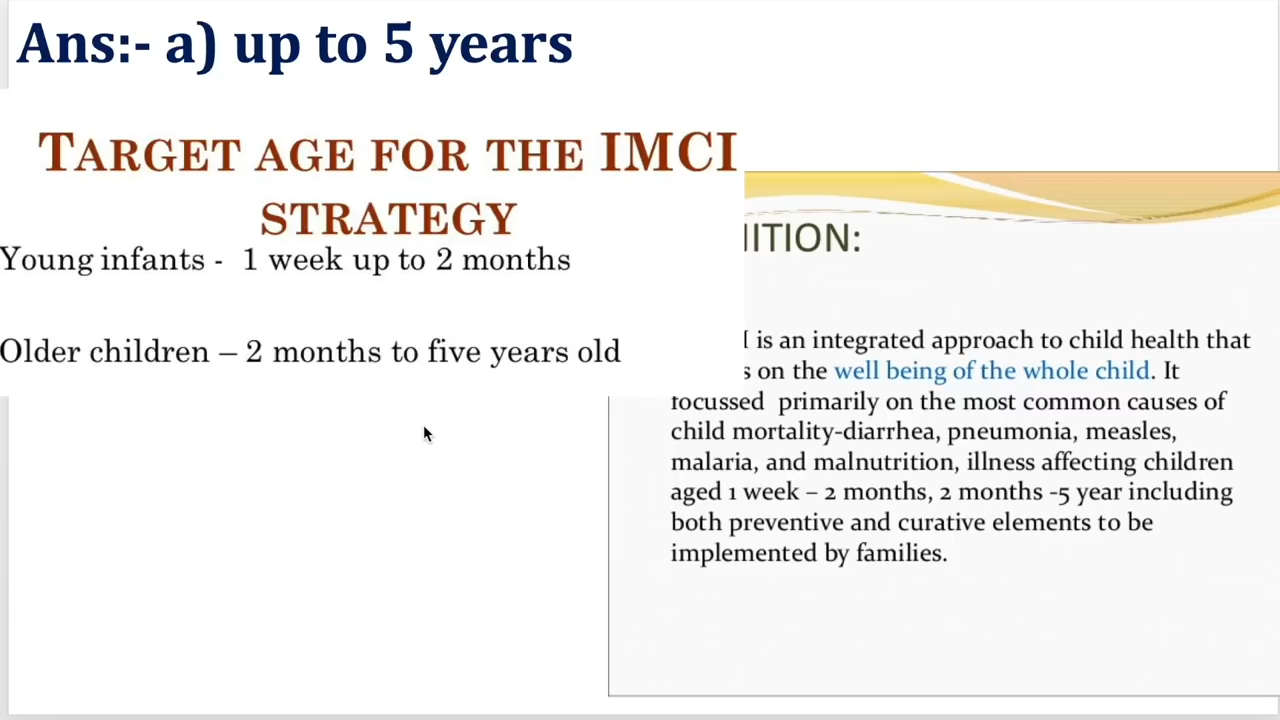 Ans:- a) up to 5 years
TARGET AGE FOR THE IMCI
STRATEGY
Young infants - 1 week up to 2 months
Older children – 2 months to five years old
ITION:
is an integrated approach to child health that
s on the well being of the whole child. It
focussed primarily on the most common causes of
child mortality-diarrhea, pneumonia, measles,
malaria, and malnutrition, illness affecting children
aged 1 week – 2 months, 2 months -5 year including
both preventive and curative elements to be
implemented by families.